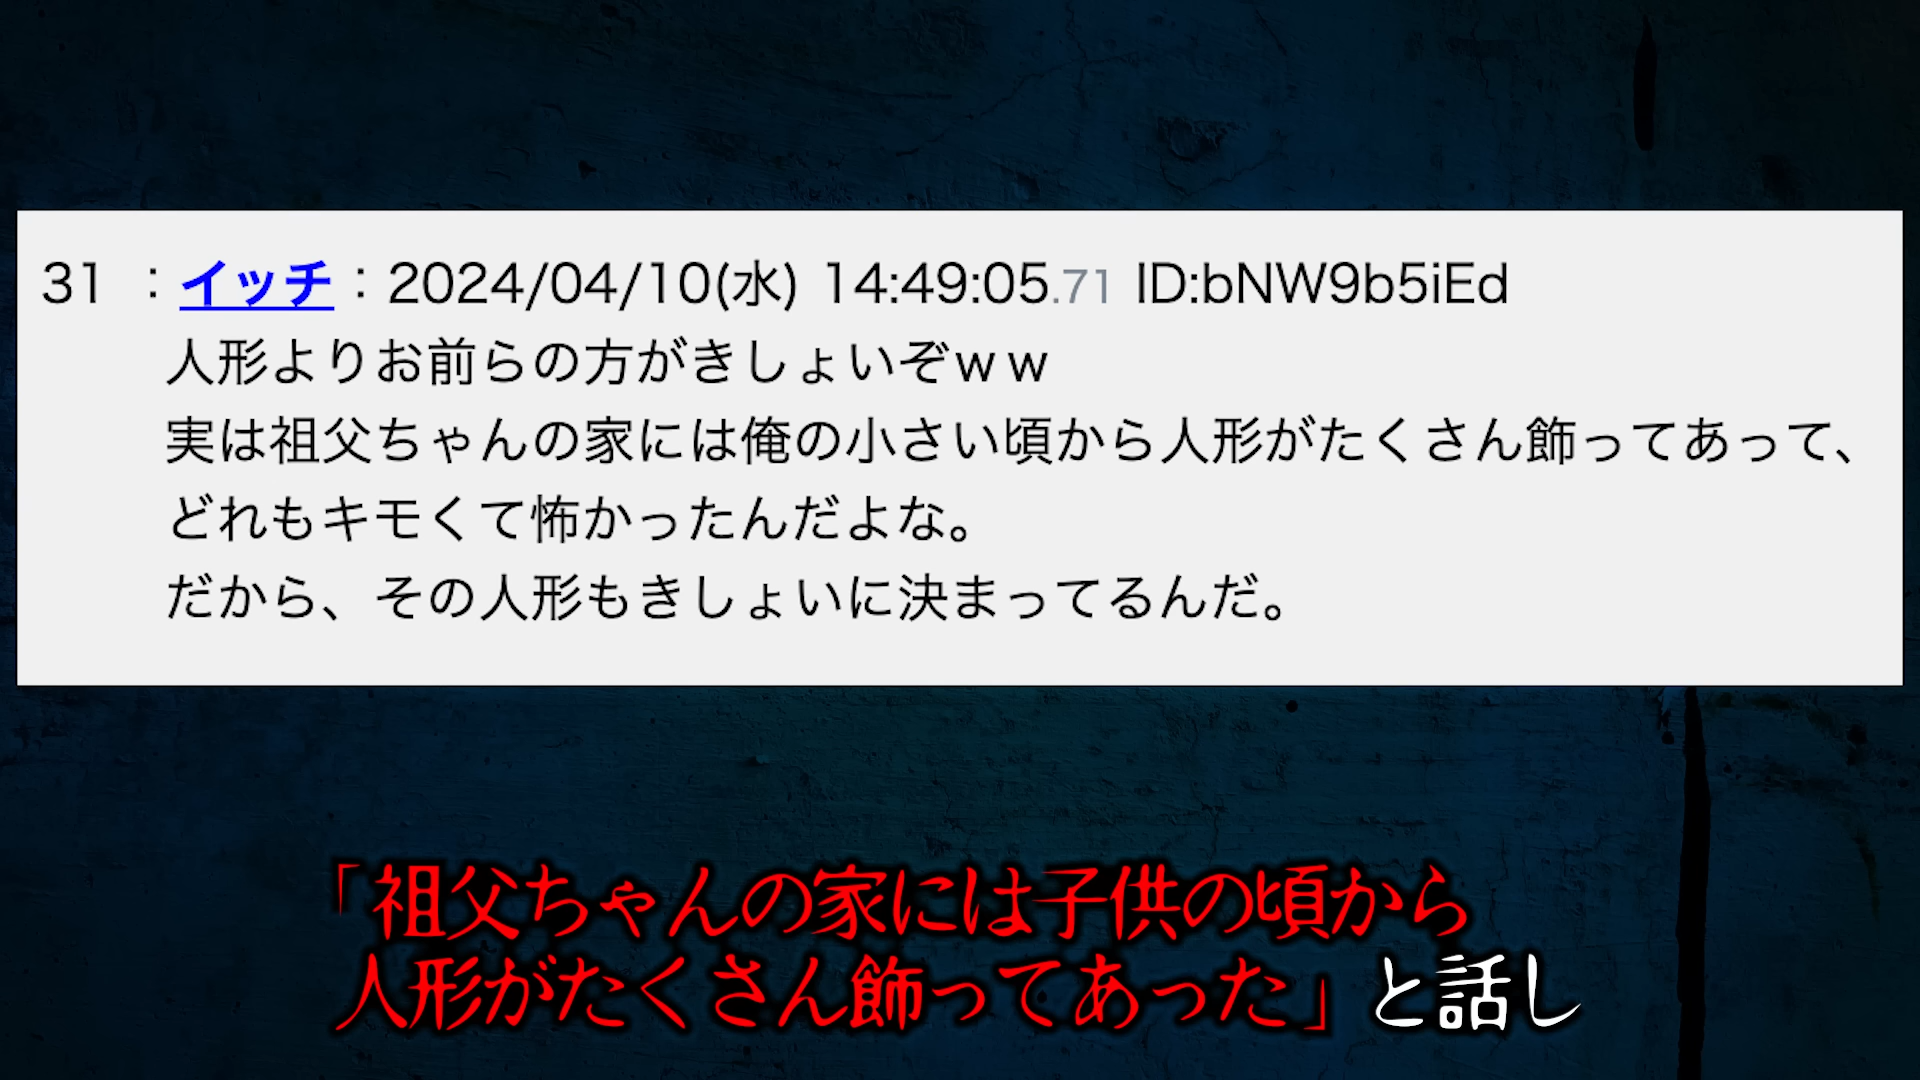 31 ：イッチ：2024/04/10(水) 14:49:05.71 ID:bNW9b5iEd
人形よりお前らの方がきしょいぞｗｗ
実は祖父ちゃんの家には俺の小さい頃から人形がたくさん飾ってあって、
どれもキモくて怖かったんだよな。
だから、その人形もきしょいに決まってるんだ。
「祖父ちゃんの家には子供の頃から
人形がたくさん飾ってあった」と話し